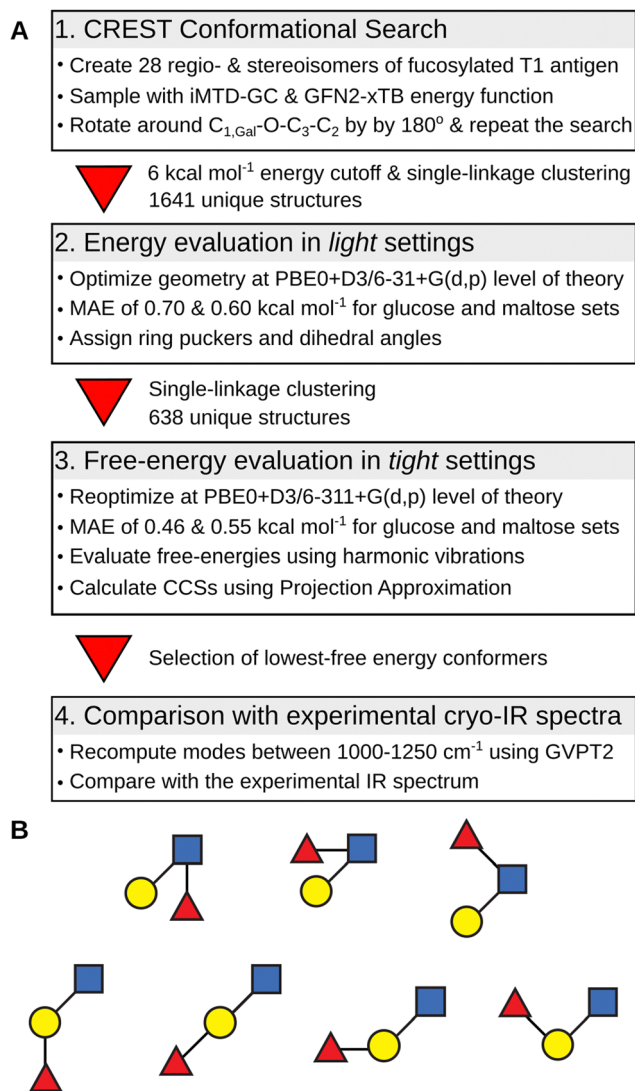 A
1. CREST Conformational Search
• Create 28 regio- & stereoisomers of fucosylated T1 antigen
• Sample with iMTD-GC & GFN2-xTB energy function
• Rotate around C1,Gal-O-C3-C2 by by 180º & repeat the search
6 kcal mol⁻¹ energy cutoff & single-linkage clustering
1641 unique structures
2. Energy evaluation in light settings
• Optimize geometry at PBE0+D3/6-31+G(d,p) level of theory
• MAE of 0.70 & 0.60 kcal mol⁻¹ for glucose and maltose sets
• Assign ring puckers and dihedral angles
Single-linkage clustering
638 unique structures
3. Free-energy evaluation in tight settings
• Reoptimize at PBE0+D3/6-311+G(d,p) level of theory
• MAE of 0.46 & 0.55 kcal mol⁻¹ for glucose and maltose sets
• Evaluate free-energies using harmonic vibrations
• Calculate CCSs using Projection Approximation
Selection of lowest-free energy conformers
4. Comparison with experimental cryo-IR spectra
• Recompute modes between 1000-1250 cm⁻¹ using GVPT2
• Compare with the experimental IR spectrum
B